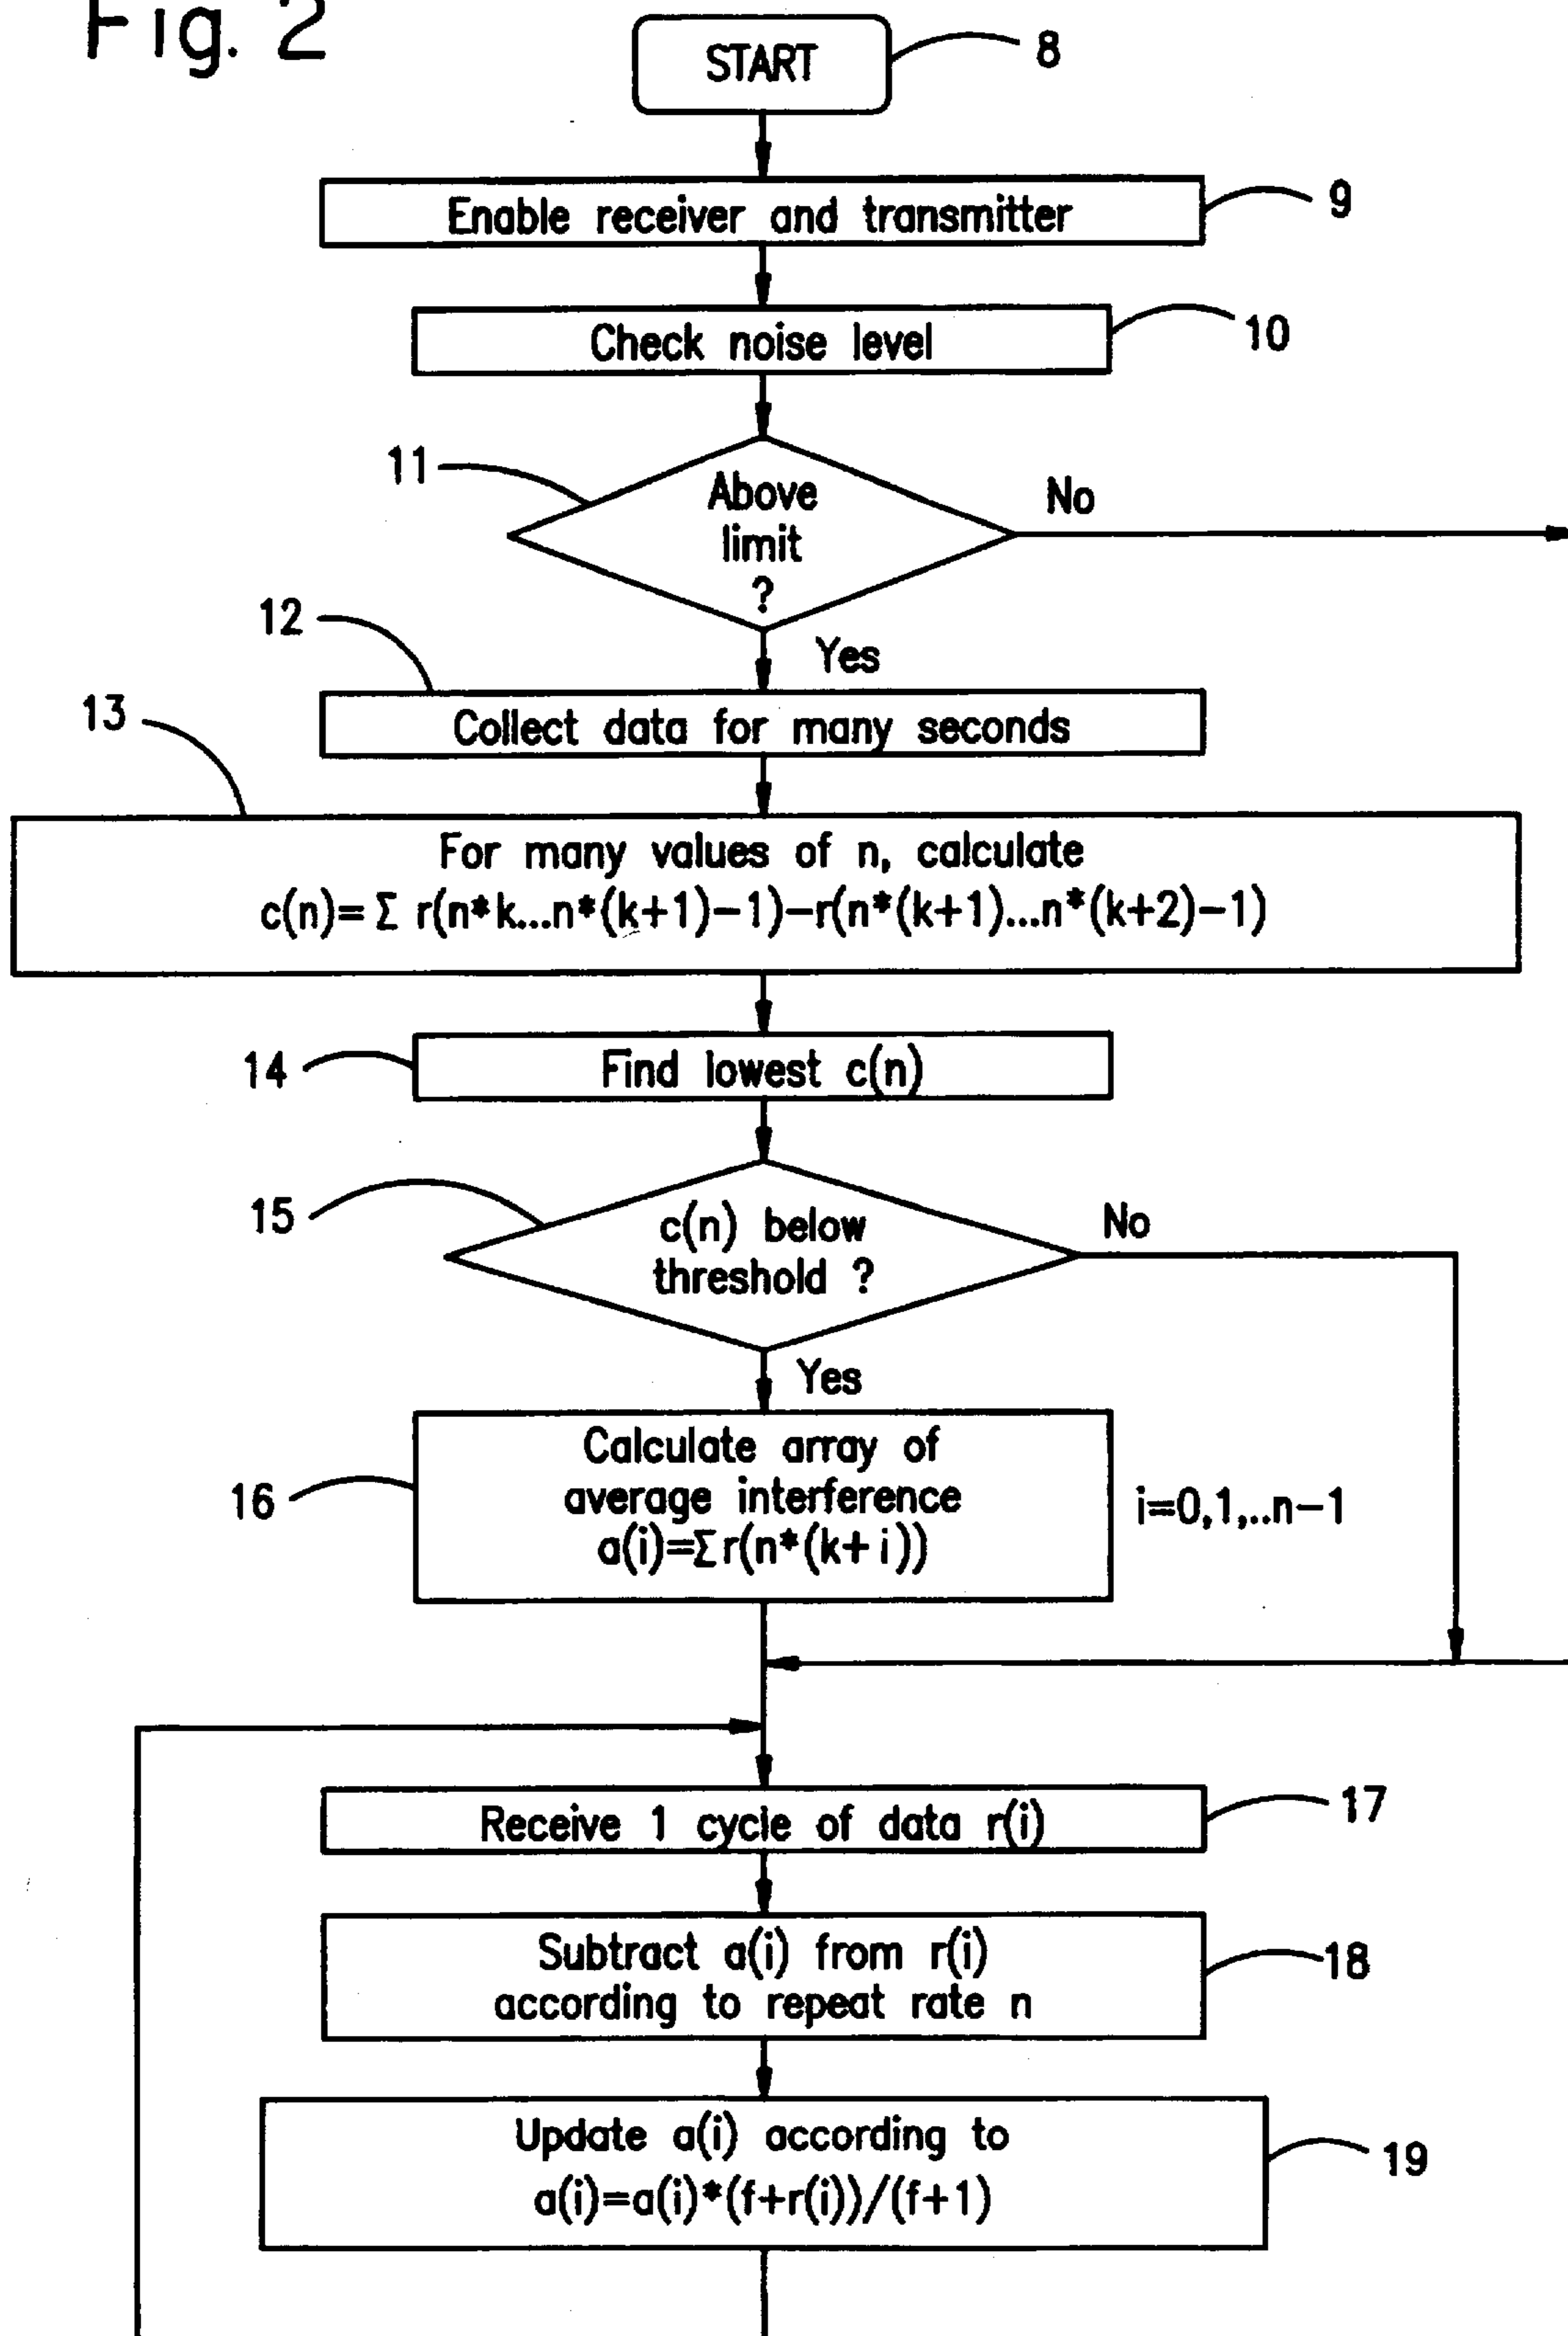 Fig. 2
START
8
Enable receiver and transmitter
9
Check noise level
10
11
Above
limit
?
No
Yes
12
Collect data for many seconds
13
For many values of n, calculate
c(n)= Σ r(n*k...n*(k+1)-1)-r(n*(k+1)...n*(k+2)-1)
14
Find lowest c(n)
15
c(n) below
threshold ?
No
Yes
16
Calculate array of
average interference
a(i)=Σr(n*(k+i))
i=0,1,..n-1
Receive 1 cycle of data r(i)
17
Subtract a(i) from r(i)
according to repeat rate n
18
Update a(i) according to
a(i)=a(i)*(f+r(i))/(f+1)
19